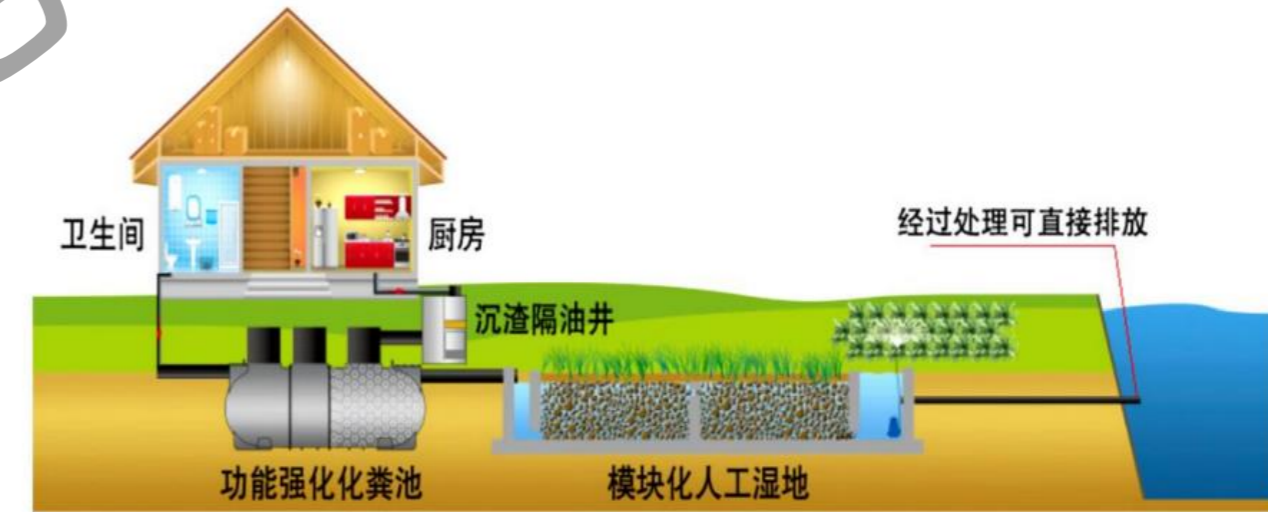 卫生间
厨房
经过处理可直接排放
沉渣隔油井
功能强化化粪池
模块化人工湿地